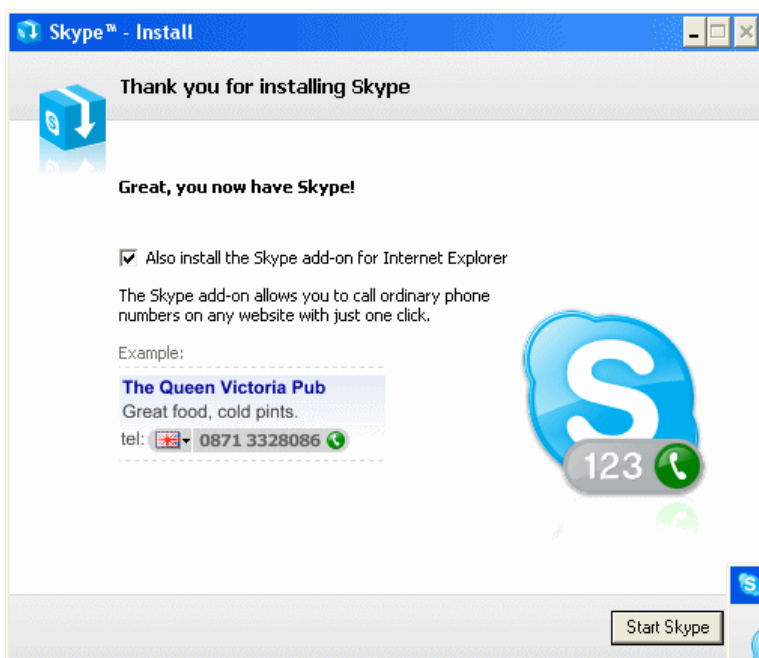 Skype™ - Install
Thank you for installing Skype
Great, you now have Skype!
Also install the Skype add-on for Internet Explorer
The Skype add-on allows you to call ordinary phone
numbers on any website with just one click.
Example:
The Queen Victoria Pub
Great food, cold pints.
tel: 0871 3328086
S
123
Start Skype